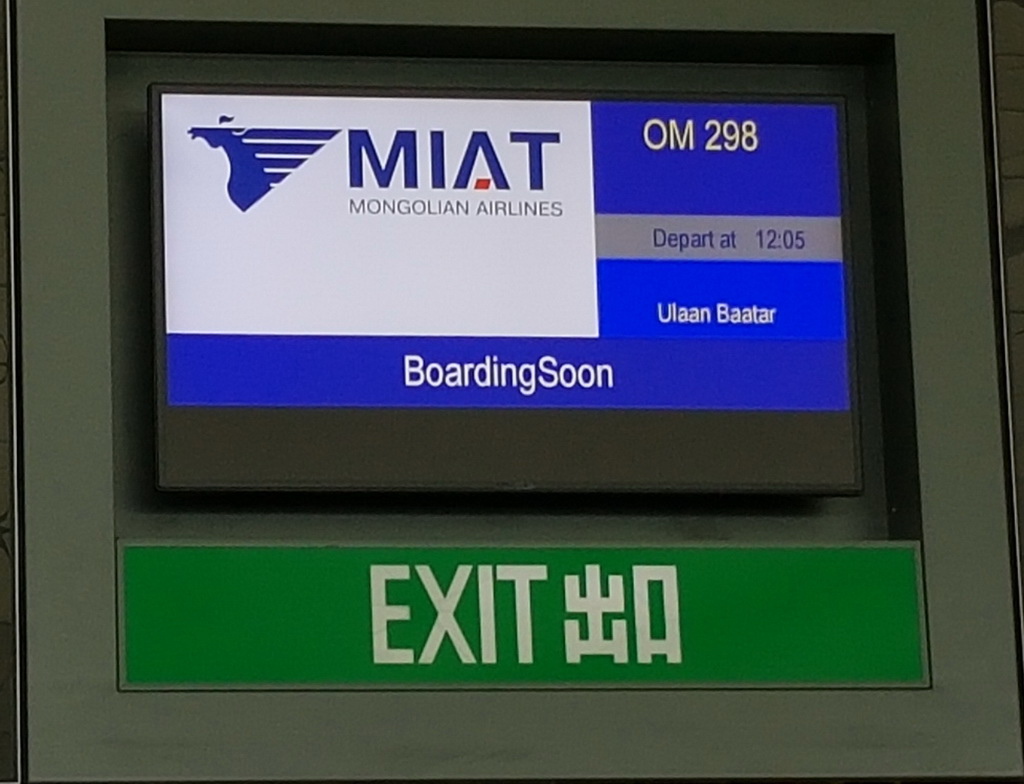 MIAT
MONGOLIAN AIRLINES
OM 298
Depart at 12:05
Ulaan Baatar
BoardingSoon
EXIT 出口